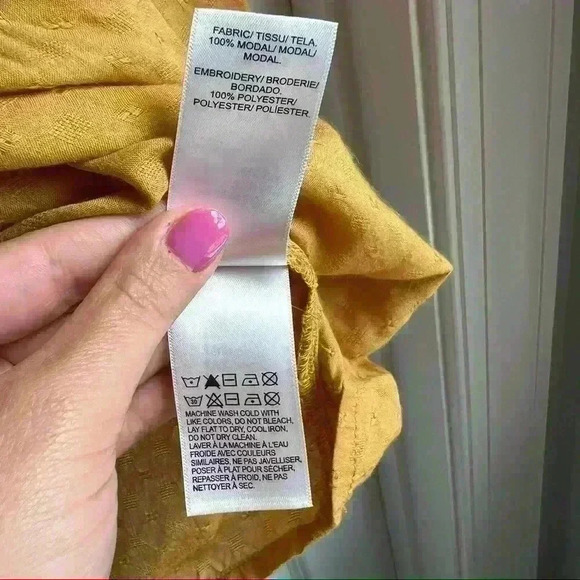 FABRIC/ TISSU/ TELA.
100% MODAL/ MODAL/
MODAL.
EMBROIDERY/ BRODERIE/
BORDADO.
100% POLYESTER/
POLYESTER/ POLIESTER.
MACHINE WASH COLD WITH
LIKE COLORS, DO NOT BLEACH,
LAY FLAT TO DRY, COOL IRON,
DO NOT DRY CLEAN.
LAVER À LA MACHINE À L'EAU
FROIDE AVEC COULEURS
SIMILAIRES, NE PAS JAVELLISER,
POSER À PLAT POUR SÉCHER,
REPASSER À FROID, NE PAS
NETTOYER À SEC.